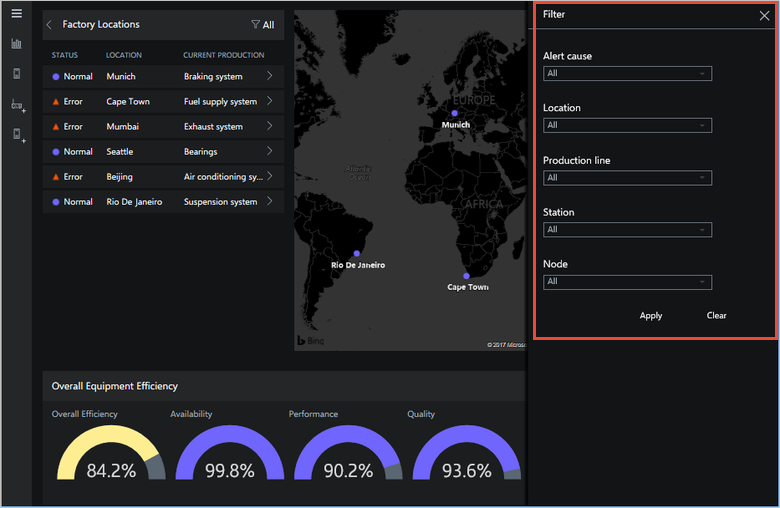 Factory Locations
All
STATUS LOCATION CURRENT PRODUCTION
Normal Munich Braking system
Error Cape Town Fuel supply system
Error Mumbai Exhaust system
Normal Seattle Bearings
Error Beijing Air conditioning sy...
Normal Rio De Janeiro Suspension system
EUROPE
Munich
Atlantic
Ocean
AFRICA
Rio De Janeiro
Cape Town
Bing
© 2017 Microso
Filter
Alert cause
All
Location
All
Production line
All
Station
All
Node
All
Apply Clear
Overall Equipment Efficiency
Overall Efficiency Availability Performance Quality
84.2% 99.8% 90.2% 93.6%